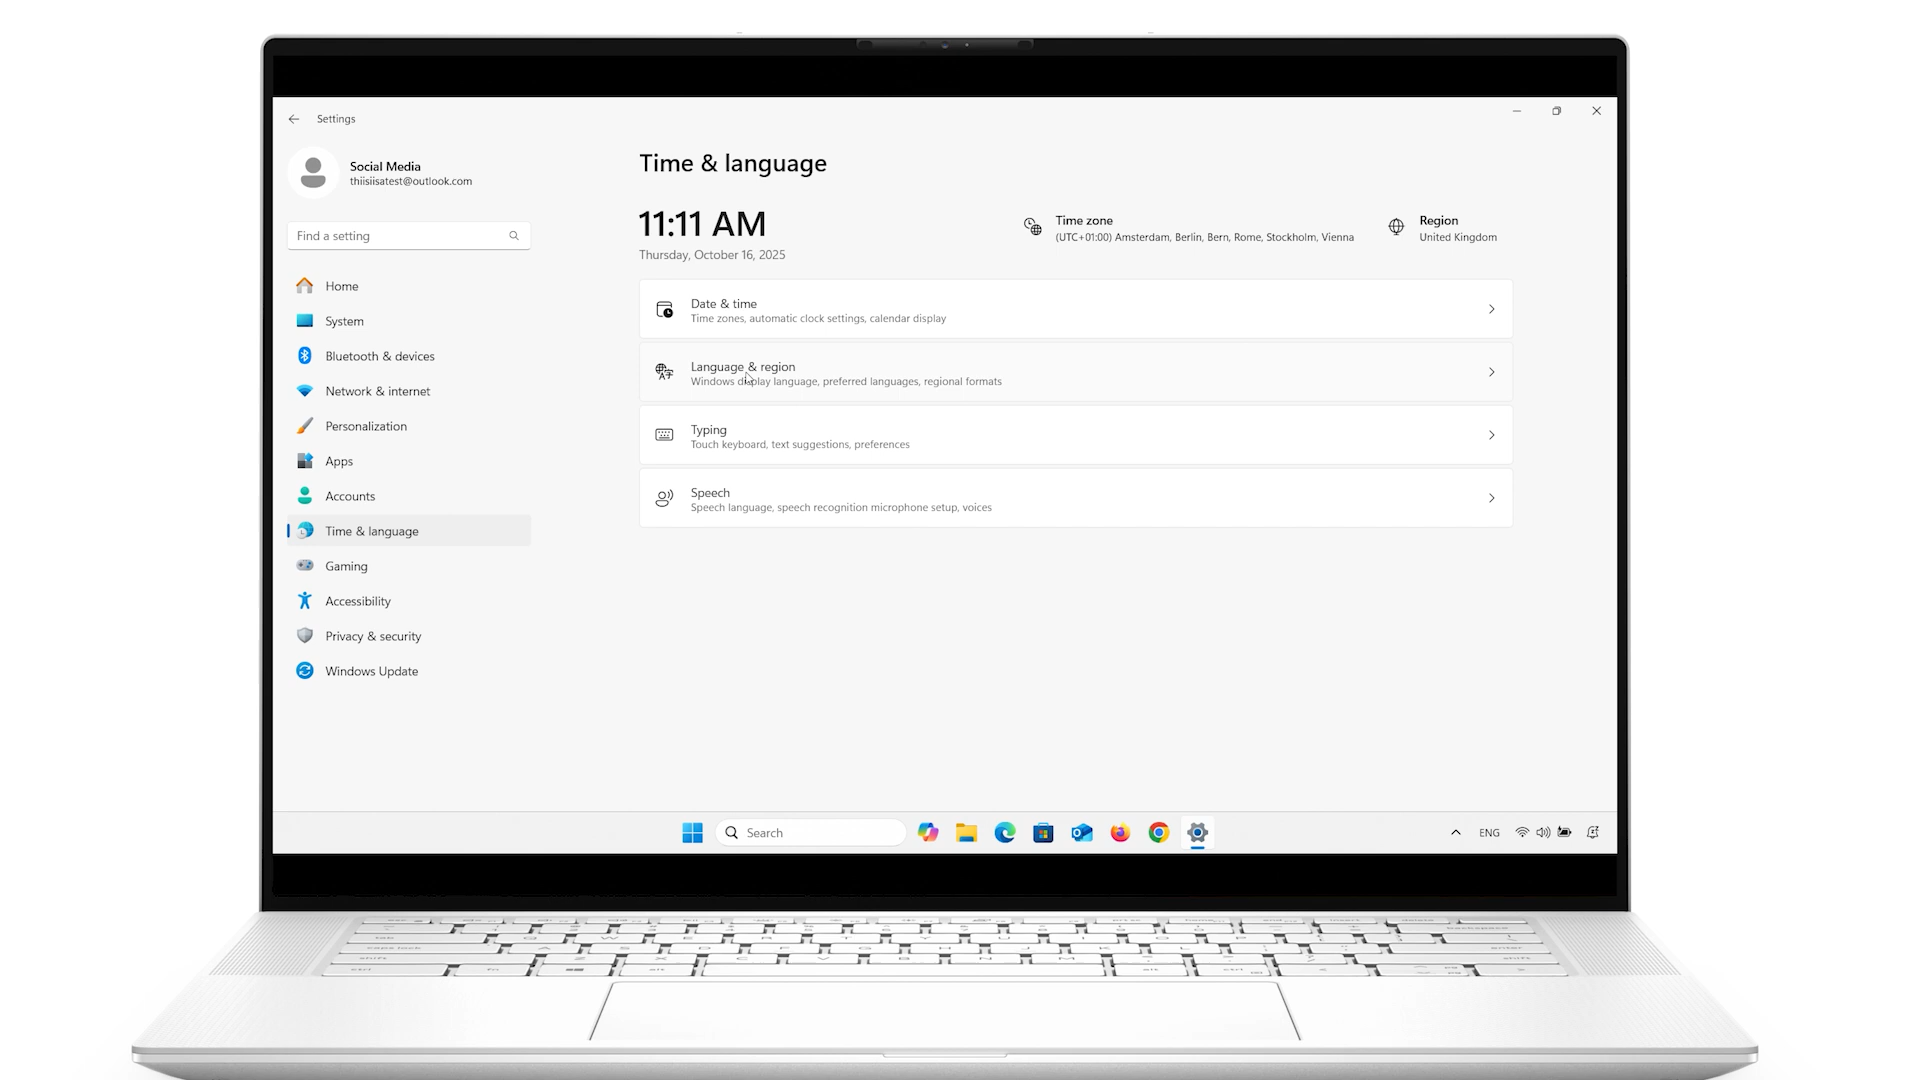 Settings
Social Media
thiisiisatest@outlook.com
Find a setting
Home
System
Bluetooth & devices
Network & internet
Personalization
Apps
Accounts
Time & language
Gaming
Accessibility
Privacy & security
Windows Update
Time & language
11:11 AM
Thursday, October 16, 2025
Time zone
(UTC+01:00) Amsterdam, Berlin, Bern, Rome, Stockholm, Vienna
Region
United Kingdom
Date & time
Time zones, automatic clock settings, calendar display
Language & region
Windows display language, preferred languages, regional formats
Typing
Touch keyboard, text suggestions, preferences
Speech
Speech language, speech recognition microphone setup, voices
Search
ENG